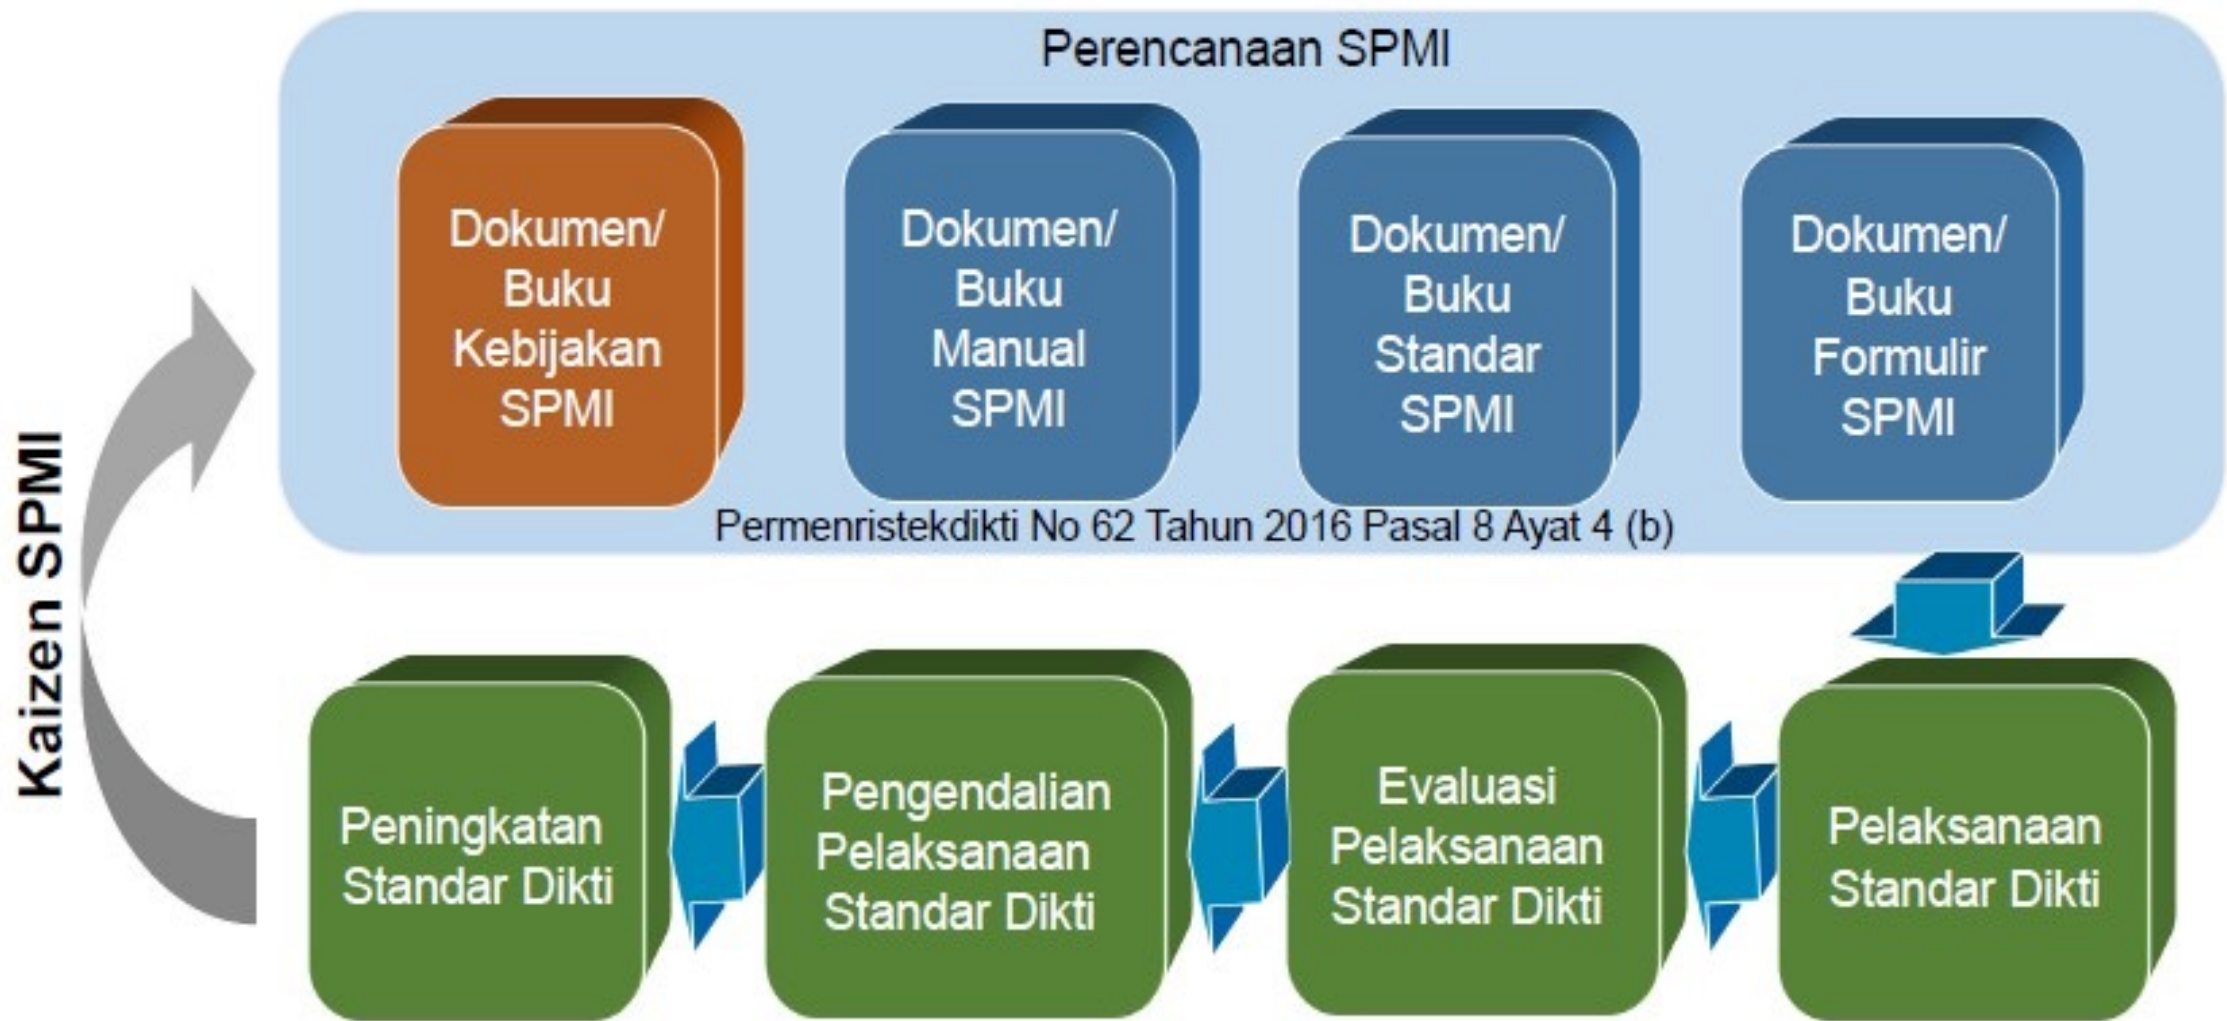 Perencanaan SPMI
Dokumen/
Buku
Kebijakan
SPMI
Dokumen/
Buku
Manual
SPMI
Dokumen/
Buku
Standar
SPMI
Dokumen/
Buku
Formulir
SPMI
Permenristekdikti No 62 Tahun 2016 Pasal 8 Ayat 4 (b)
Kaizen SPMI
Peningkatan
Standar Dikti
Pengendalian
Pelaksanaan
Standar Dikti
Evaluasi
Pelaksanaan
Standar Dikti
Pelaksanaan
Standar Dikti